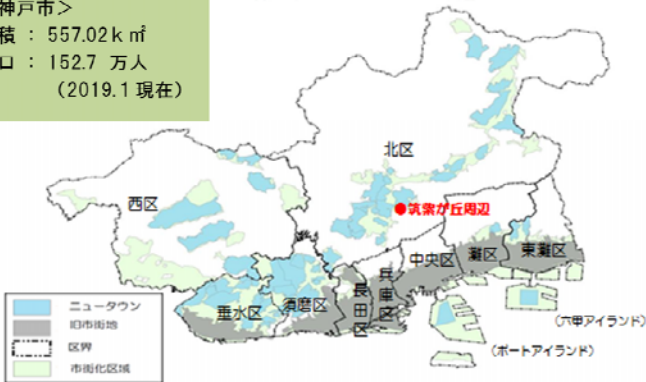 神戸市>
積 : 557.02k㎡
口 : 152.7 万人
(2019.1 現在)
北区
西区
筑紫が丘周辺
中央区
灘区
東灘区
兵庫区
長田区
須磨区
垂水区
ニュータウン
旧市街地
区界
市街化区域
(六甲アイランド)
(ポートアイランド)